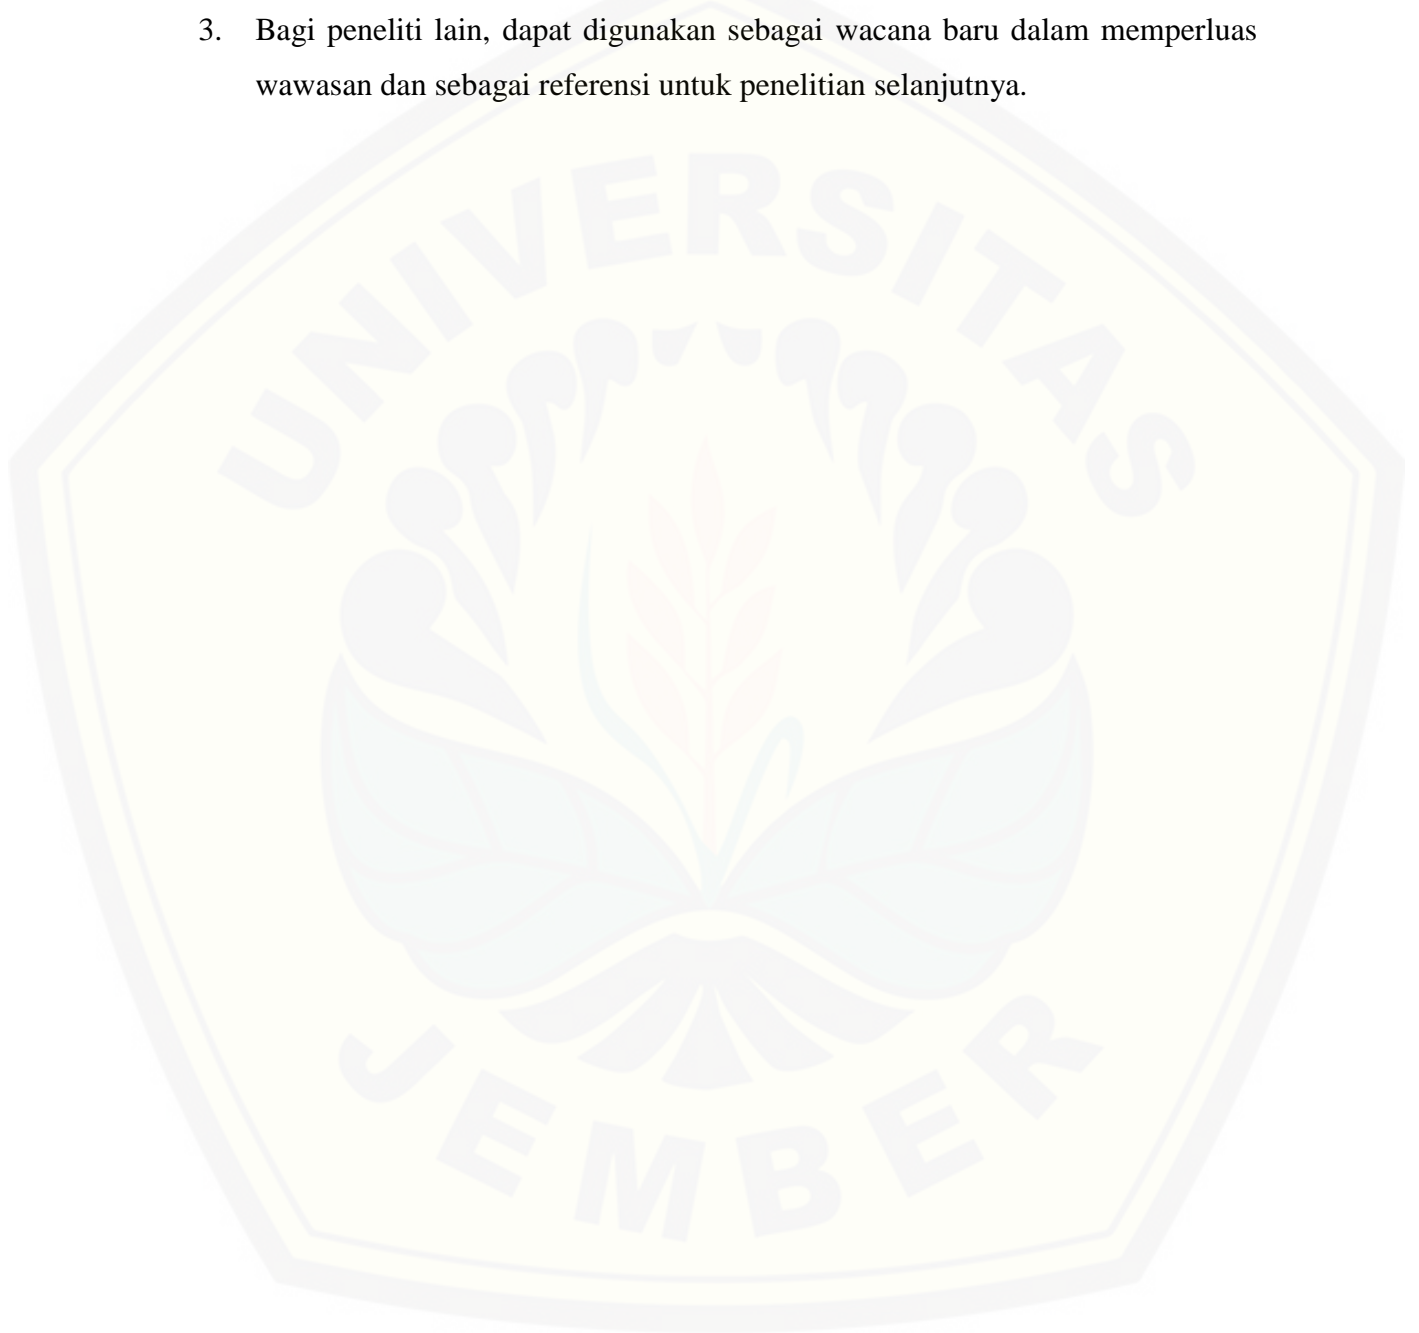 3. Bagi peneliti lain, dapat digunakan sebagai wacana baru dalam memperluas
wawasan dan sebagai referensi untuk penelitian selanjutnya.
UNIVERSITAS
JEMBER